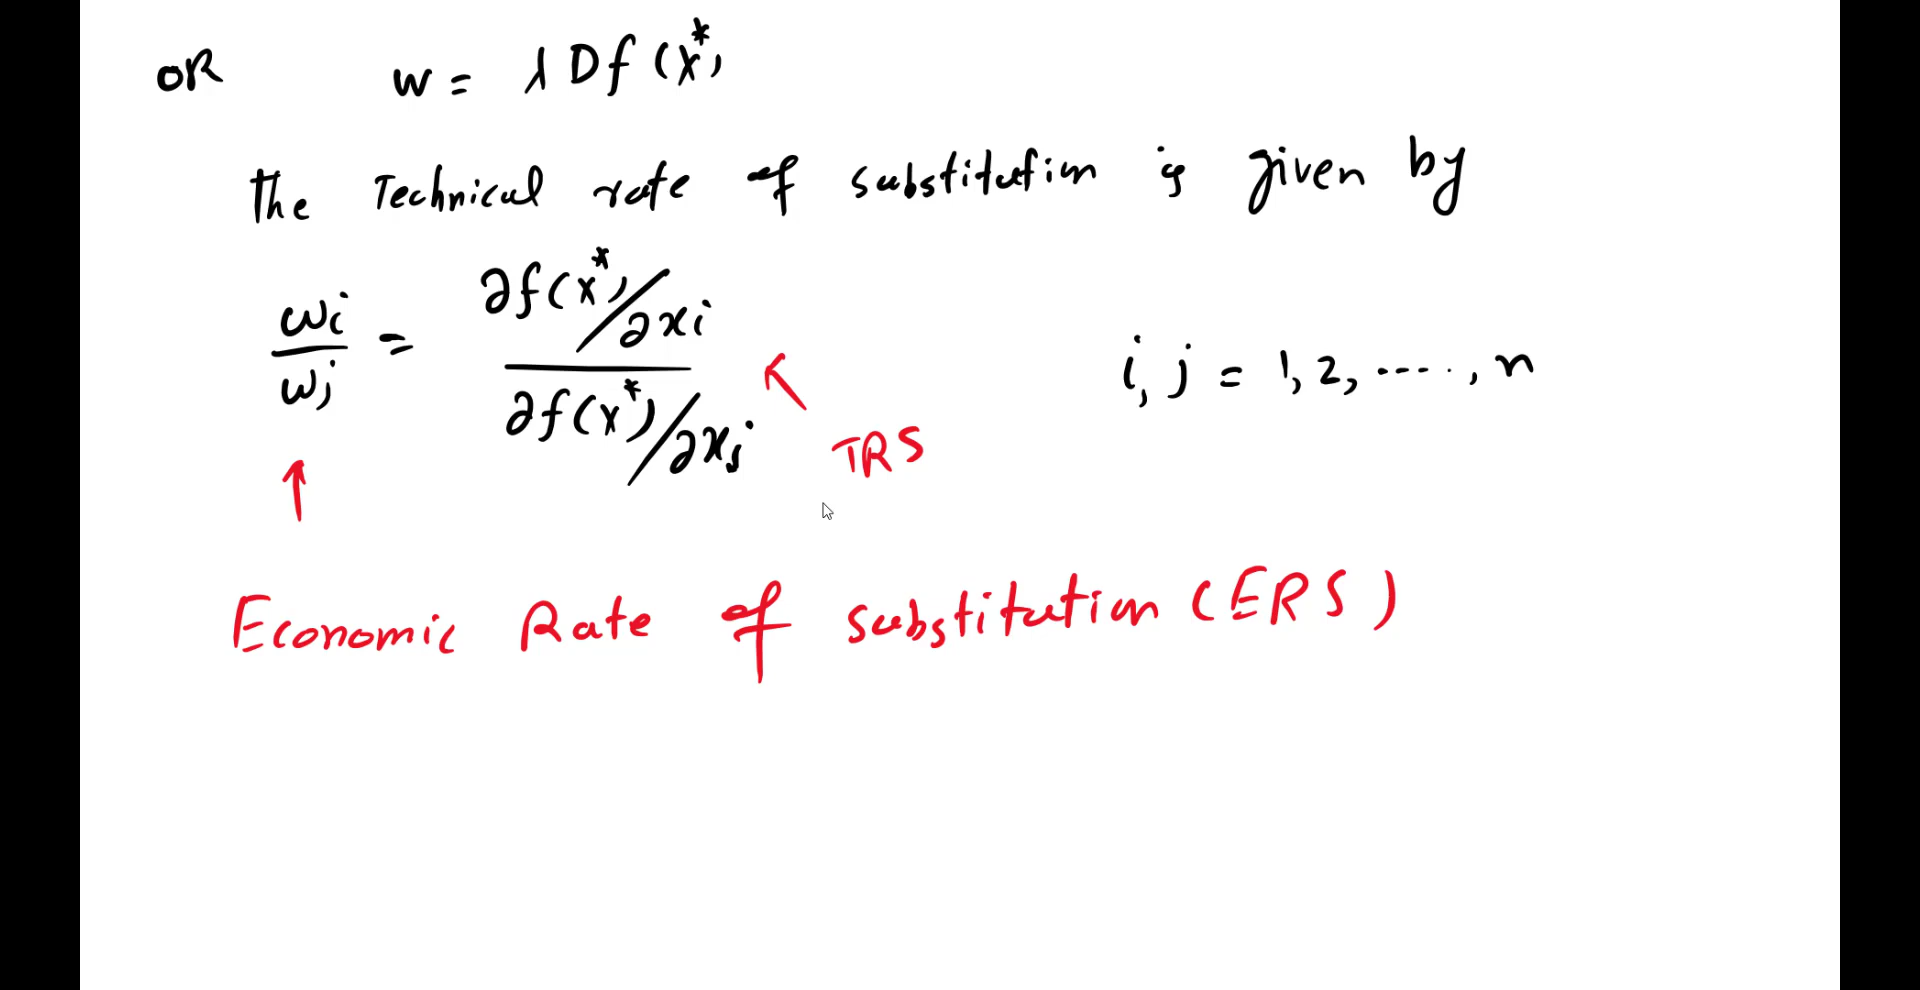 OR w = λ Df(x*)
the Technical rate of substitution is given by
wi/wj = ∂f(x*)/∂xi / ∂f(x*)/∂xj i, j = 1, 2, ....., n
TRS
Economic Rate of substitution (ERS)